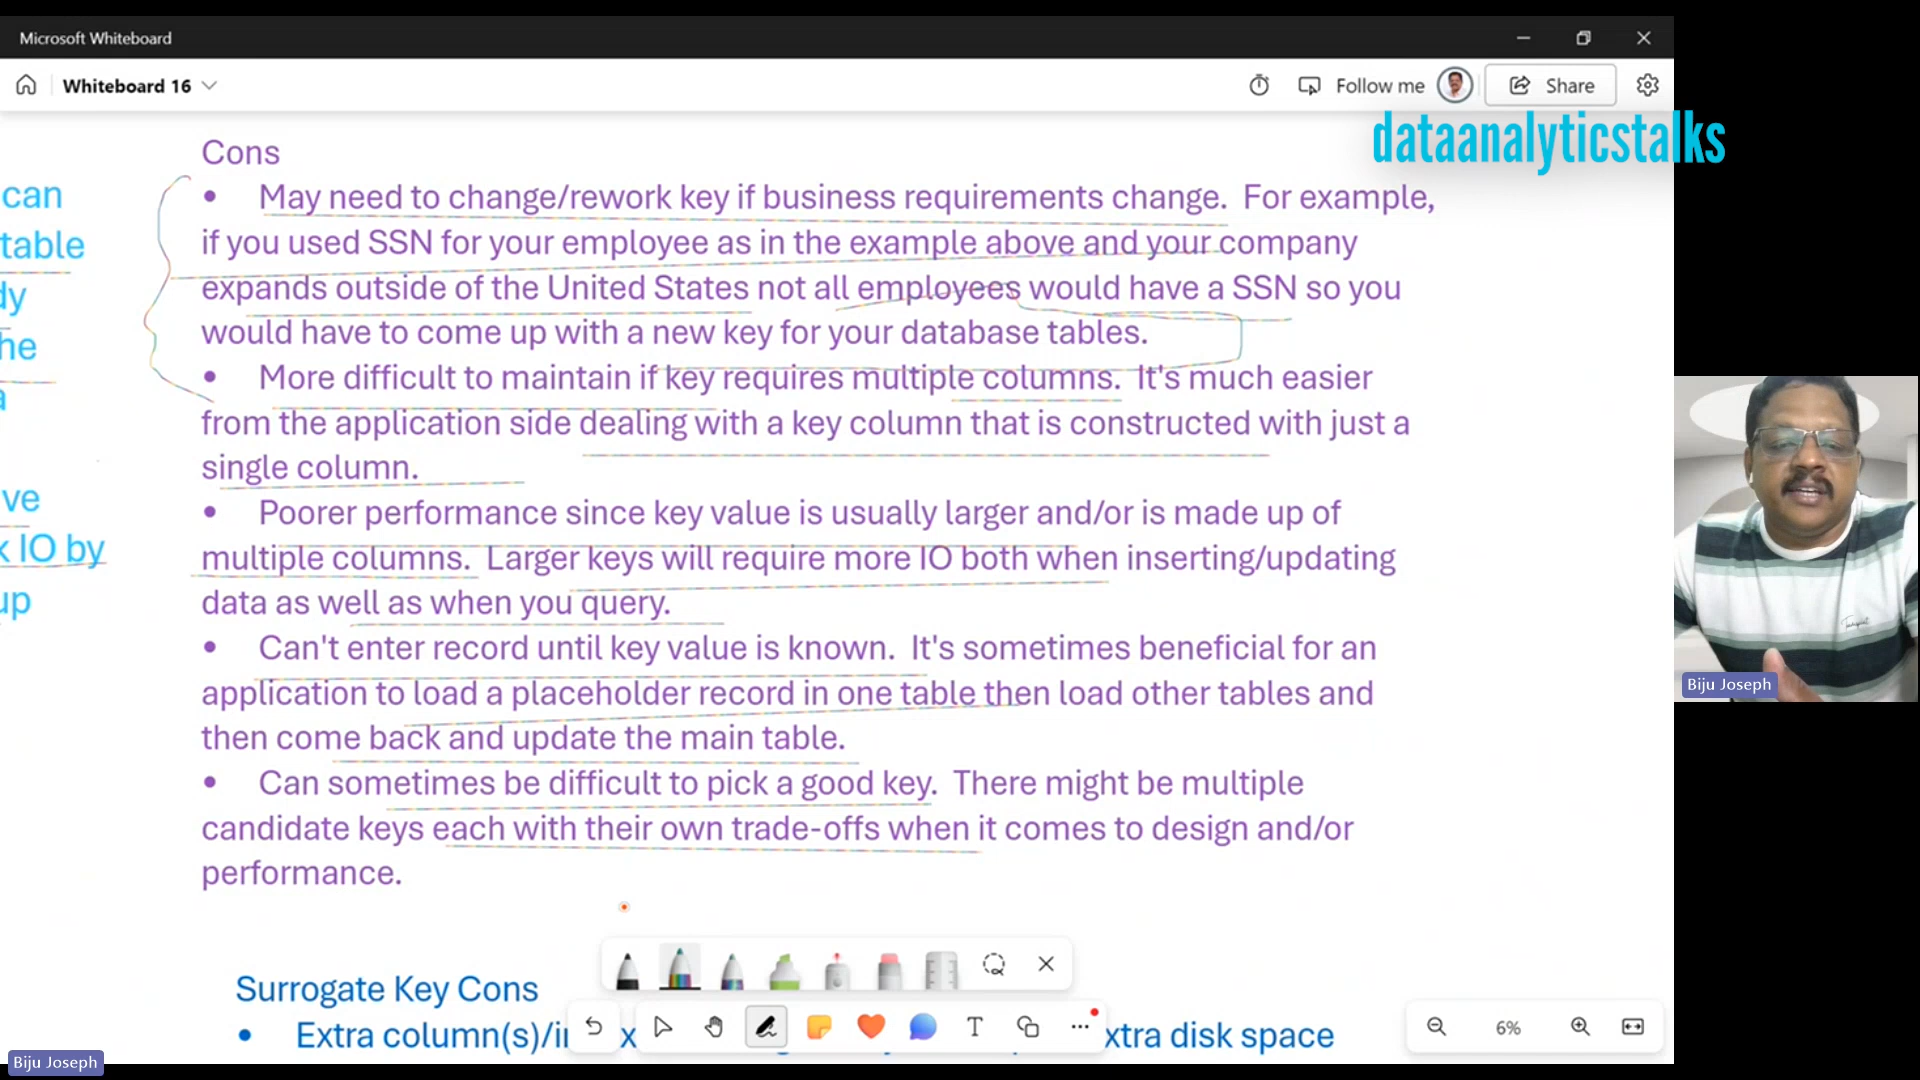 Microsoft Whiteboard
Whiteboard 16
Follow me
Share
dataanalyticstalks
can
table
dy
he
a
ve
k IO by
up
Cons
• May need to change/rework key if business requirements change. For example,
if you used SSN for your employee as in the example above and your company
expands outside of the United States not all employees would have a SSN so you
would have to come up with a new key for your database tables.
• More difficult to maintain if key requires multiple columns. It's much easier
from the application side dealing with a key column that is constructed with just a
single column.
• Poorer performance since key value is usually larger and/or is made up of
multiple columns. Larger keys will require more IO both when inserting/updating
data as well as when you query.
• Can't enter record until key value is known. It's sometimes beneficial for an
application to load a placeholder record in one table then load other tables and
then come back and update the main table.
• Can sometimes be difficult to pick a good key. There might be multiple
candidate keys each with their own trade-offs when it comes to design and/or
performance.
Surrogate Key Cons
• Extra column(s)/i xtra disk space
6%
Biju Joseph
Biju Joseph